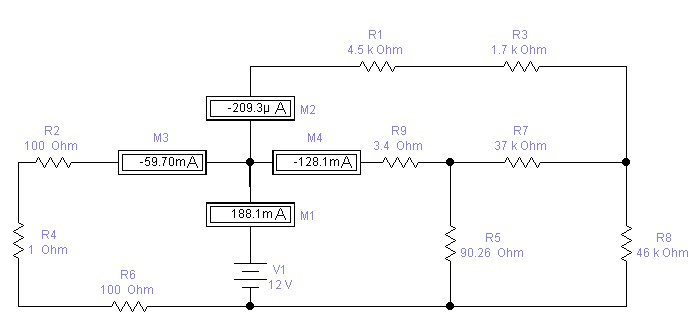 R1
4.5 k Ohm
R3
1.7 k Ohm
-209.3µ A
M2
R2
100 Ohm
M3
-59.70mA
M4
-128.1mA
R9
3.4 Ohm
R7
37 k Ohm
188.1mA
M1
R4
1 Ohm
R5
90.26 Ohm
R8
46 k Ohm
R6
100 Ohm
V1
12 V